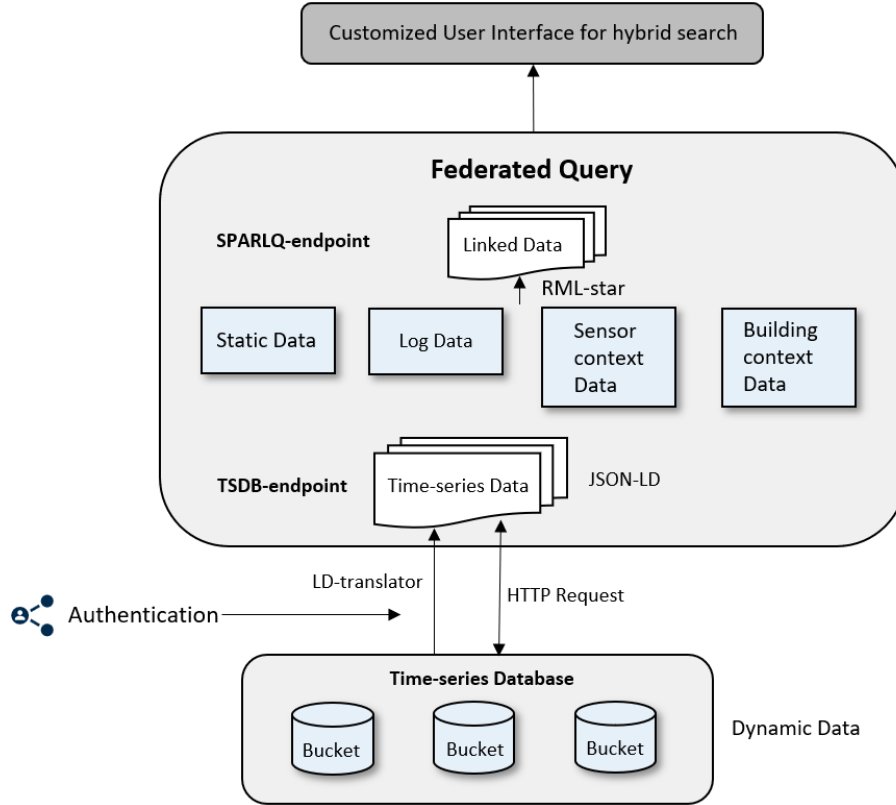 Customized User Interface for hybrid search
Federated Query
SPARLQ-endpoint
Linked Data
RML-star
Static Data
Log Data
Sensor
context
Data
Building
context
Data
TSDB-endpoint
Time-series Data
JSON-LD
LD-translator
HTTP Request
Authentication
Time-series Database
Bucket
Bucket
Bucket
Dynamic Data